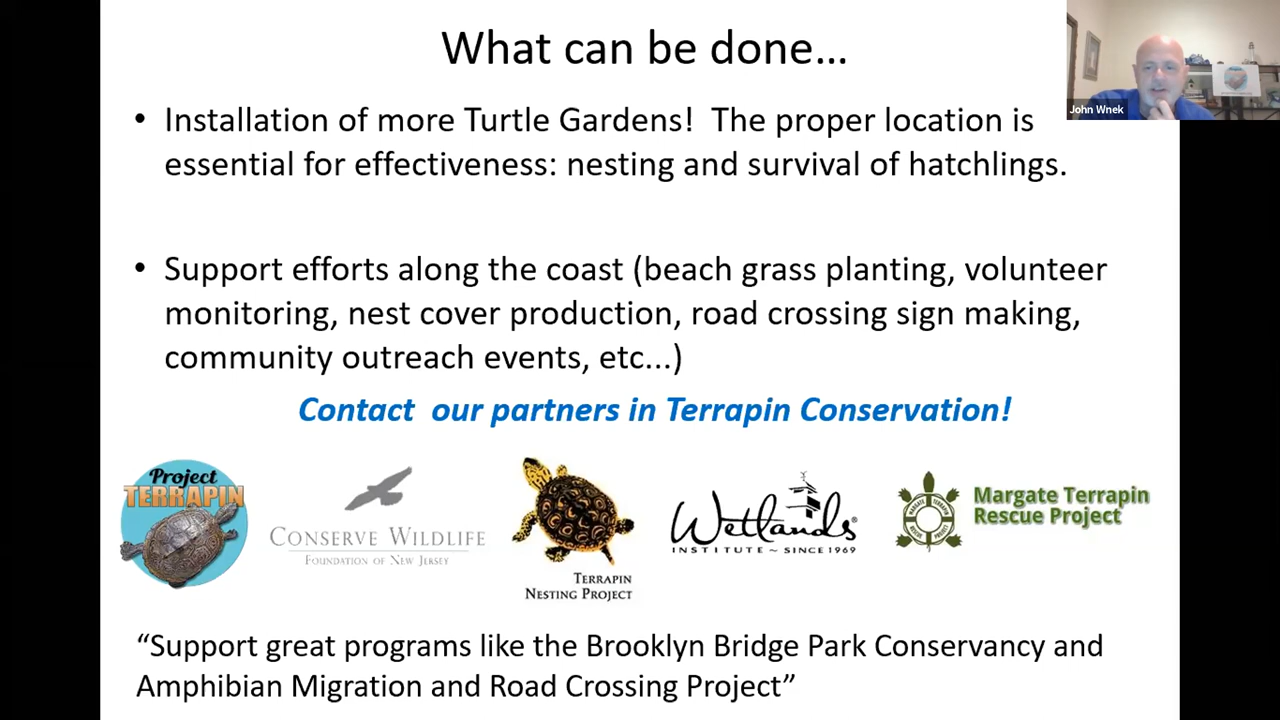 What can be done...
• Installation of more Turtle Gardens!  The proper location is
essential for effectiveness: nesting and survival of hatchlings.
• Support efforts along the coast (beach grass planting, volunteer
monitoring, nest cover production, road crossing sign making,
community outreach events, etc...)
Contact  our partners in Terrapin Conservation!
Project
TERRAPIN
CONSERVE WILDLIFE
FOUNDATION OF NEW JERSEY
TERRAPIN
NESTING PROJECT
Wetlands®
INSTITUTE ~ SINCE 1969
Margate Terrapin
Rescue Project
“Support great programs like the Brooklyn Bridge Park Conservancy and
Amphibian Migration and Road Crossing Project”
John Wnek